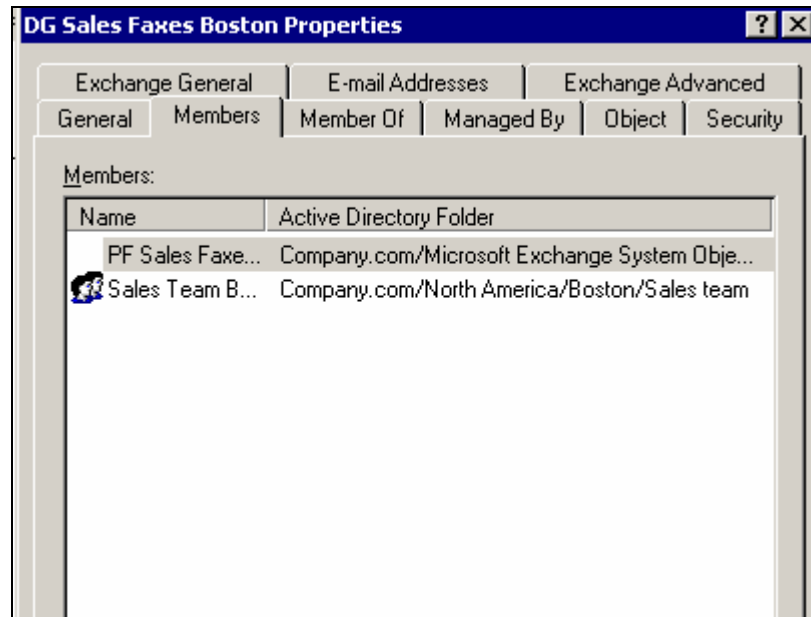 DG Sales Faxes Boston Properties
Exchange General E-mail Addresses Exchange Advanced
General Members Member Of Managed By Object Security
Members:
Name Active Directory Folder
PF Sales Faxe... Company.com/Microsoft Exchange System Obje...
Sales Team B... Company.com/North America/Boston/Sales team